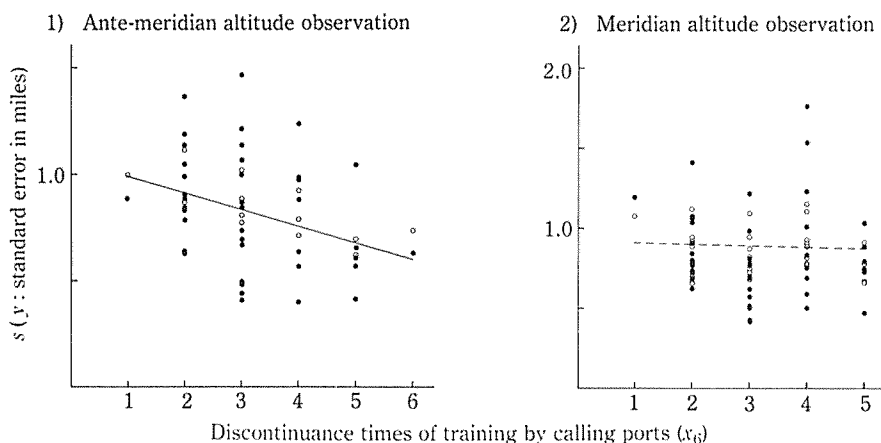 1) Ante-meridian altitude observation
s(y: standard error in miles)
1.0
1 2 3 4 5 6
2) Meridian altitude observation
2.0
1.0
1 2 3 4 5
Discontinuance times of training by calling ports (x₆)